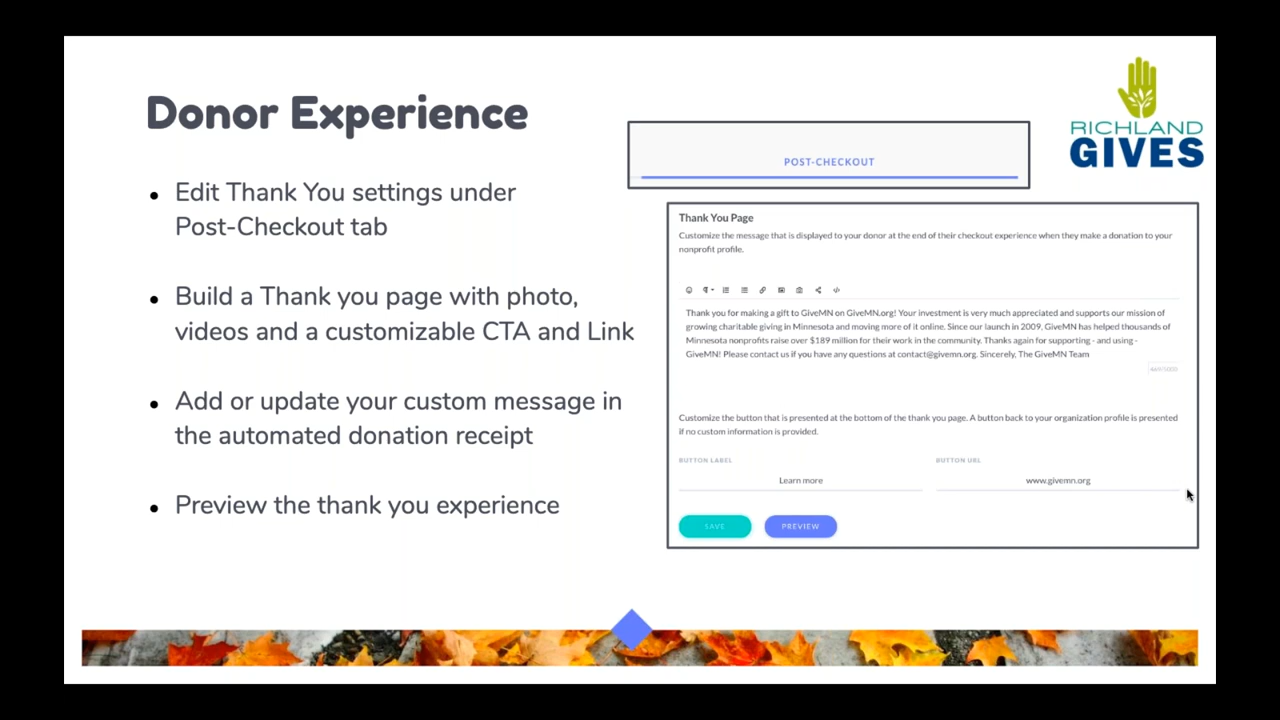 Donor Experience
RICHLAND
GIVES
POST-CHECKOUT
Edit Thank You settings under
Post-Checkout tab
Build a Thank you page with photo,
videos and a customizable CTA and Link
Add or update your custom message in
the automated donation receipt
Preview the thank you experience
Thank You Page
Customize the message that is displayed to your donor at the end of their checkout experience when they make a donation to your
nonprofit profile.
Thank you for making a gift to GiveMN on GiveMN.org! Your investment is very much appreciated and supports our mission of
growing charitable giving in Minnesota and moving more of it online. Since our launch in 2009, GiveMN has helped thousands of
Minnesota nonprofits raise over $189 million for their work in the community. Thanks again for supporting - and using -
GiveMN! Please contact us if you have any questions at contact@givemn.org. Sincerely, The GiveMN Team
Customize the button that is presented at the bottom of the thank you page. A button back to your organization profile is presented
if no custom information is provided.
BUTTON LABEL
BUTTON URL
Learn more
www.givemn.org
SAVE
PREVIEW